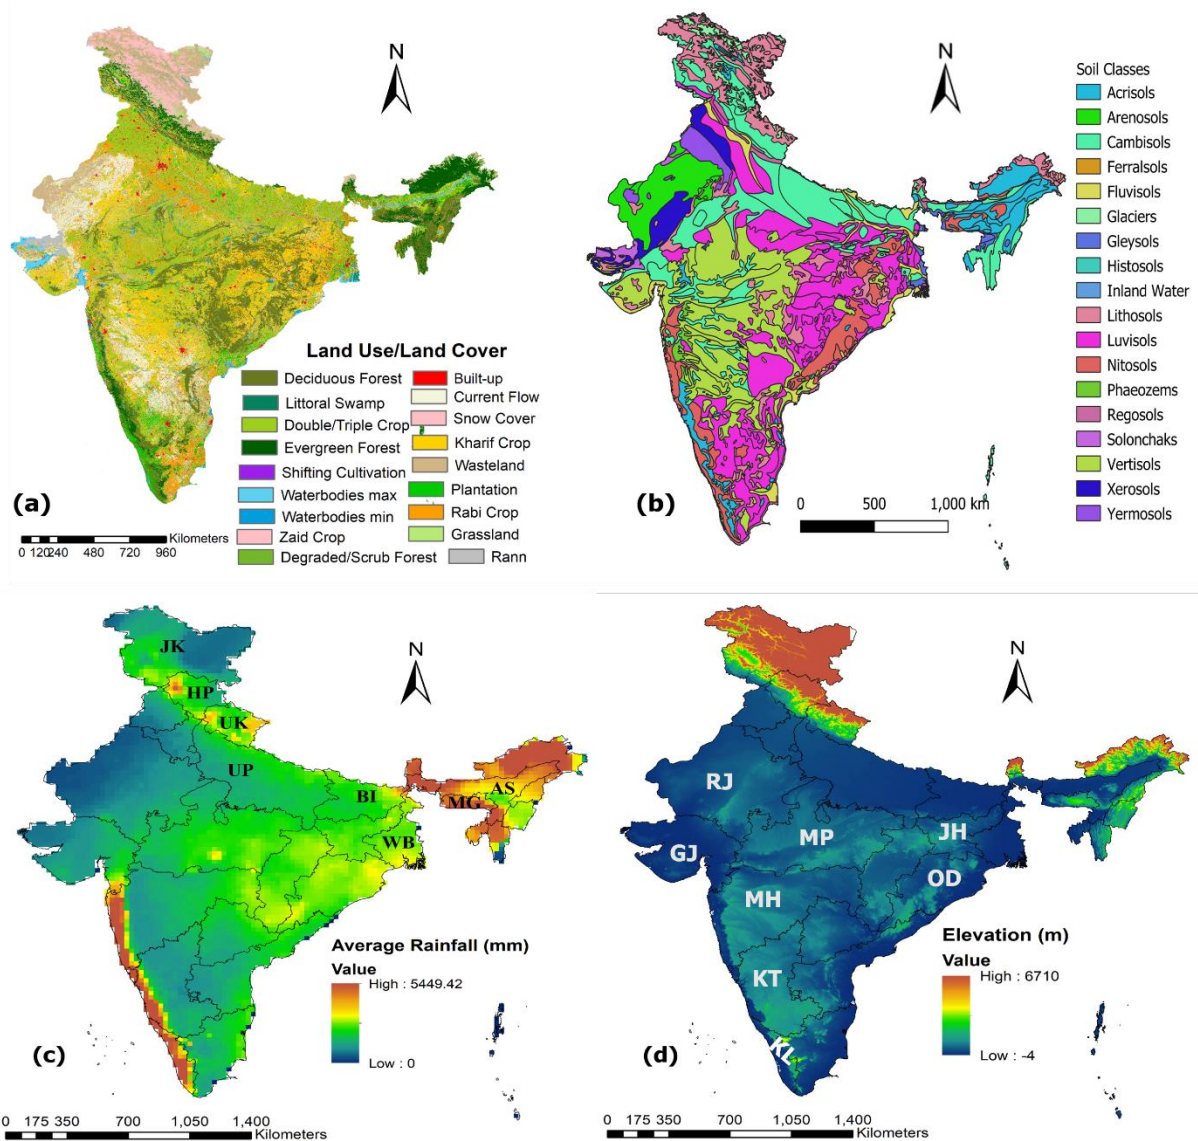 N
Land Use/Land Cover
Deciduous Forest
Built-up
Littoral Swamp
Current Flow
Double/Triple Crop
Snow Cover
Evergreen Forest
Kharif Crop
Shifting Cultivation
Wasteland
Waterbodies max
Plantation
Waterbodies min
Rabi Crop
Zaid Crop
Grassland
Degraded/Scrub Forest
Rann
(a)
Kilometers
0 120 240 480 720 960
N
Soil Classes
Acrisols
Arenosols
Cambisols
Ferralsols
Fluvisols
Glaciers
Gleysols
Histosols
Inland Water
Lithosols
Luvisols
Nitosols
Phaeozems
Regosols
Solonchaks
Vertisols
Xerosols
Yermosols
(b)
0 500 1,000 km
N
JK
HP
UK
UP
BI
MG
AS
WB
Average Rainfall (mm)
Value
High : 5449.42
Low : 0
(c)
0 175 350 700 1,050 1,400
Kilometers
N
RJ
MP
JH
GJ
OD
MH
KT
KL
Elevation (m)
Value
High : 6710
Low : -4
(d)
0 175 350 700 1,050 1,400
Kilometers